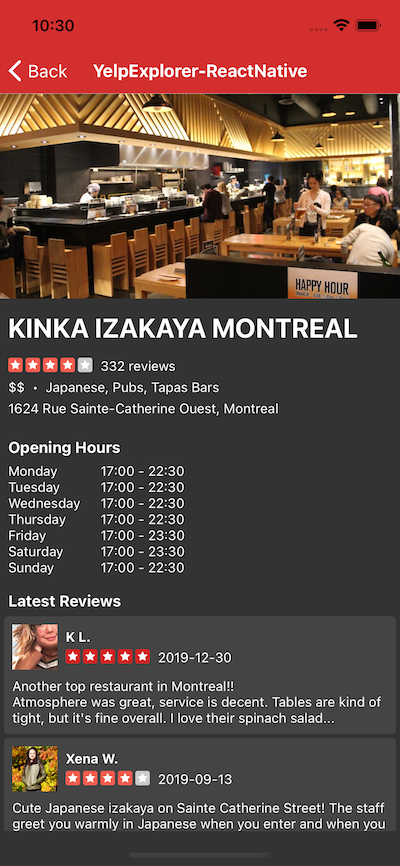 10:30
Back YelpExplorer-ReactNative
HAPPY HOUR
KINKA IZAKAYA MONTREAL
332 reviews
$$ • Japanese, Pubs, Tapas Bars
1624 Rue Sainte-Catherine Ouest, Montreal
Opening Hours
Monday 17:00 - 22:30
Tuesday 17:00 - 22:30
Wednesday 17:00 - 22:30
Thursday 17:00 - 22:30
Friday 17:00 - 23:30
Saturday 17:00 - 23:30
Sunday 17:00 - 22:30
Latest Reviews
K L.
2019-12-30
Another top restaurant in Montreal!!
Atmosphere was great, service is decent. Tables are kind of
tight, but it's fine overall. I love their spinach salad...
Xena W.
2019-09-13
Cute Japanese izakaya on Sainte Catherine Street! The staff
greet you warmly in Japanese when you enter and when you